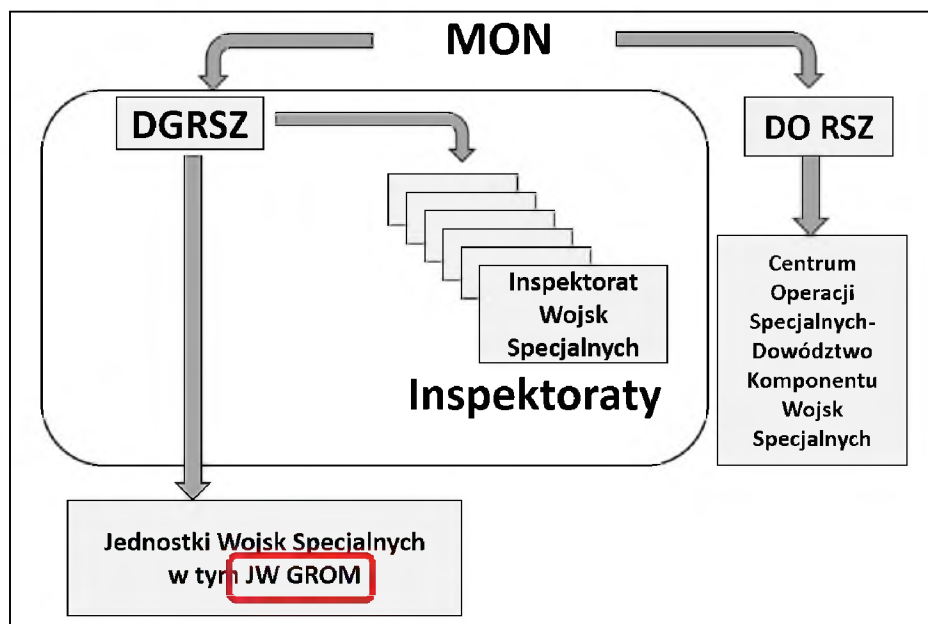 MON
DGRSZ
DO RSZ
Inspektorat
Wojsk
Specjalnych
Inspektoraty
Centrum
Operacji
Specjalnych-
Dowództwo
Komponentu
Wojsk
Specjalnych
Jednostki Wojsk Specjalnych
w tym JW GROM